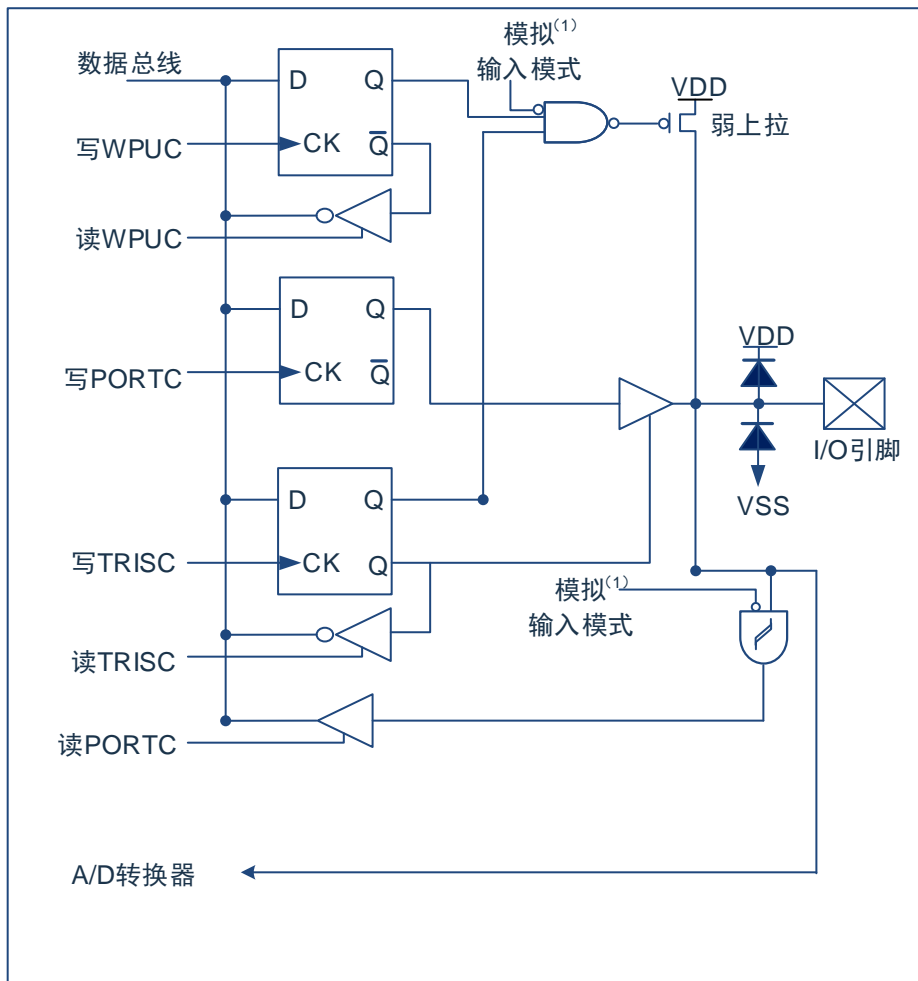 模拟(1)
输入模式
数据总线
D
Q
VDD
弱上拉
写WPUC
CK
Q̅
读WPUC
D
Q
VDD
写PORTC
CK
Q̅
I/O引脚
VSS
D
Q
写TRISC
CK
Q
模拟(1)
输入模式
读TRISC
读PORTC
A/D转换器